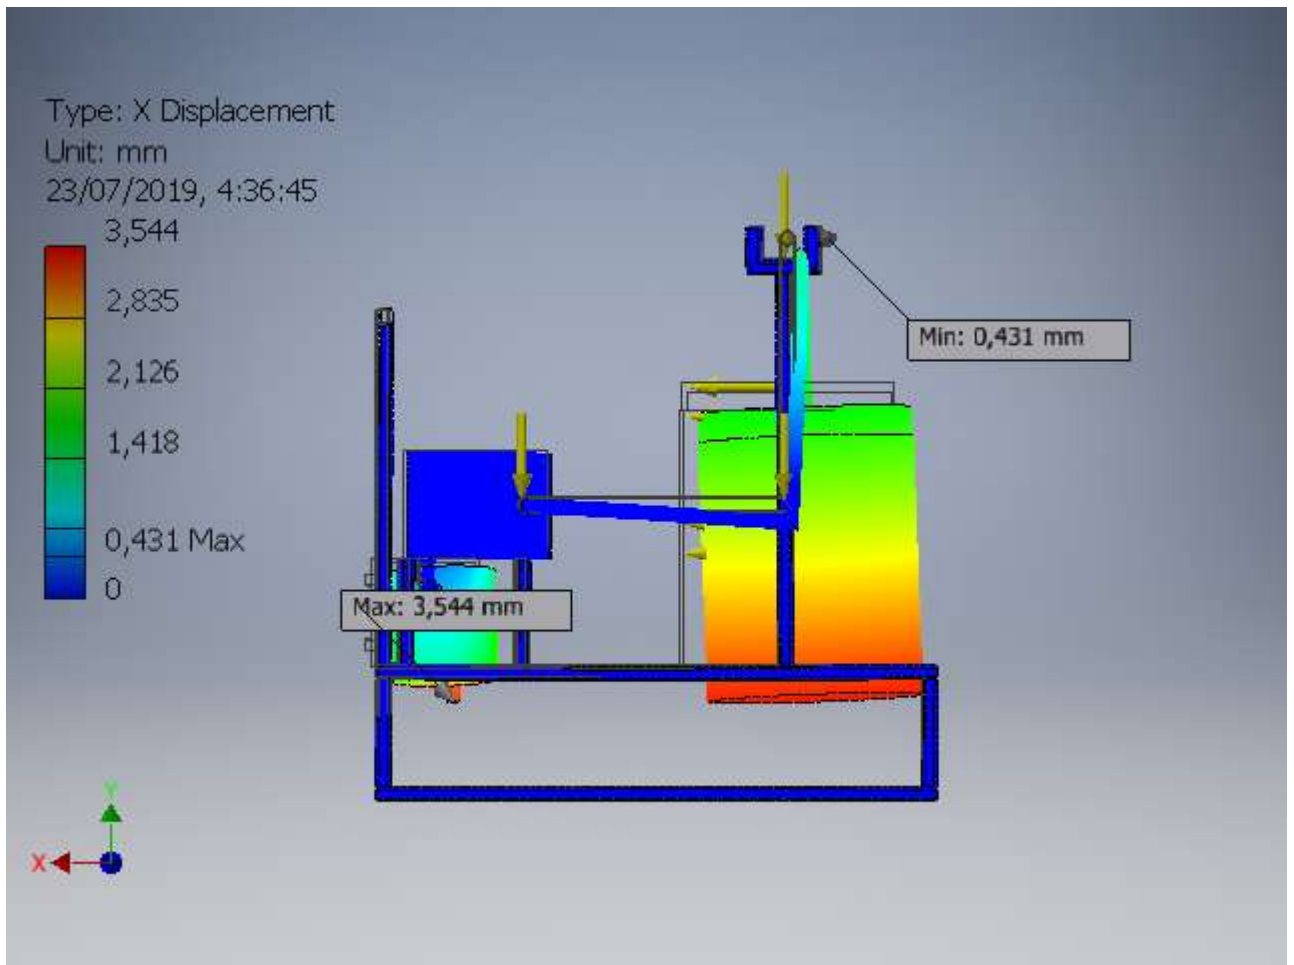 Type: X Displacement
Unit: mm
23/07/2019, 4:36:45
3,544
2,835
2,126
1,418
0,431 Max
0
Min: 0,431 mm
Max: 3,544 mm
Y
X